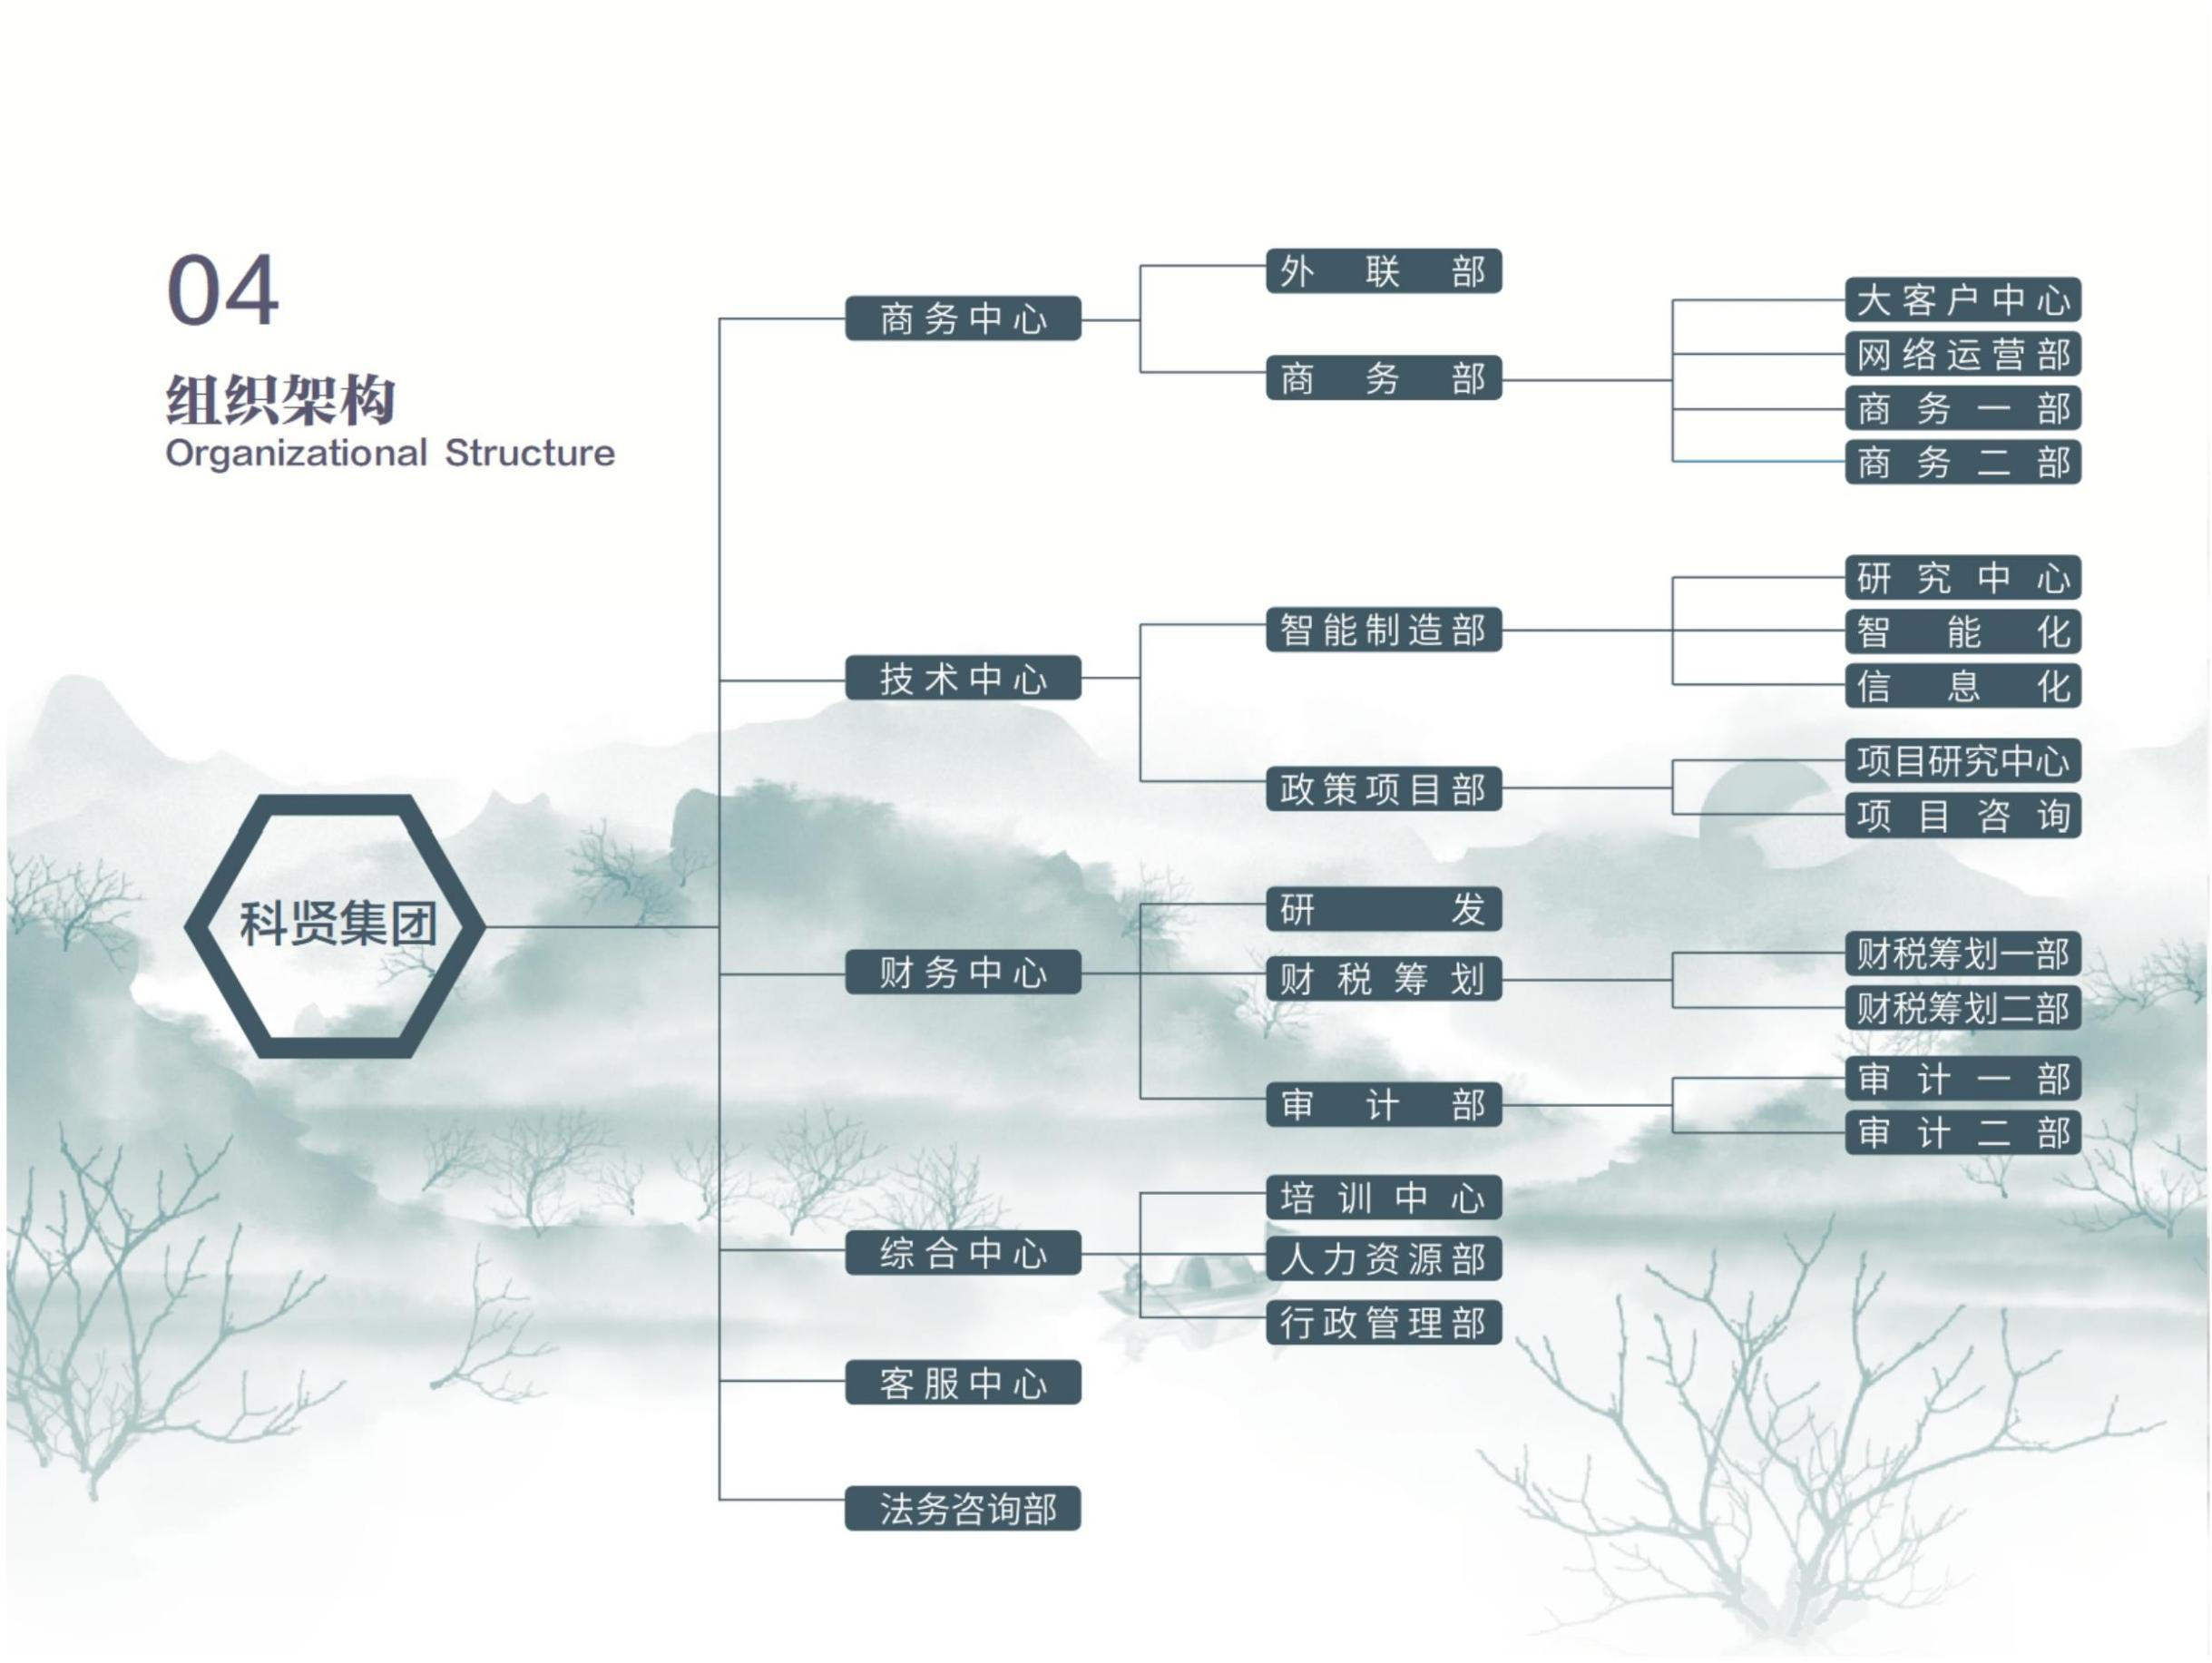 04
组织架构
Organizational Structure
科贤集团
商务中心
外联部
商务部
大客户中心
网络运营部
商务一部
商务二部
技术中心
智能制造部
研究中心
智能化
信息化
政策项目部
项目研究中心
项目咨询
财务中心
研发
财税筹划
财税筹划一部
财税筹划二部
审计部
审计一部
审计二部
综合中心
培训中心
人力资源部
行政管理部
客服中心
法务咨询部